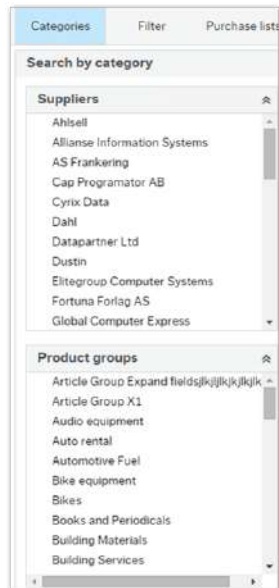 Categories Filter Purchase lists
Search by category
Suppliers
Ahlsell
Allianse Information Systems
AS Frankering
Cap Programator AB
Cyrix Data
Dahl
Datapartner Ltd
Dustin
Elitegroup Computer Systems
Fortuna Forlag AS
Global Computer Express
Product groups
Article Group Expand fieldsjlkjljlkjkjlkjlk
Article Group X1
Audio equipment
Auto rental
Automotive Fuel
Bike equipment
Bikes
Books and Periodicals
Building Materials
Building Services